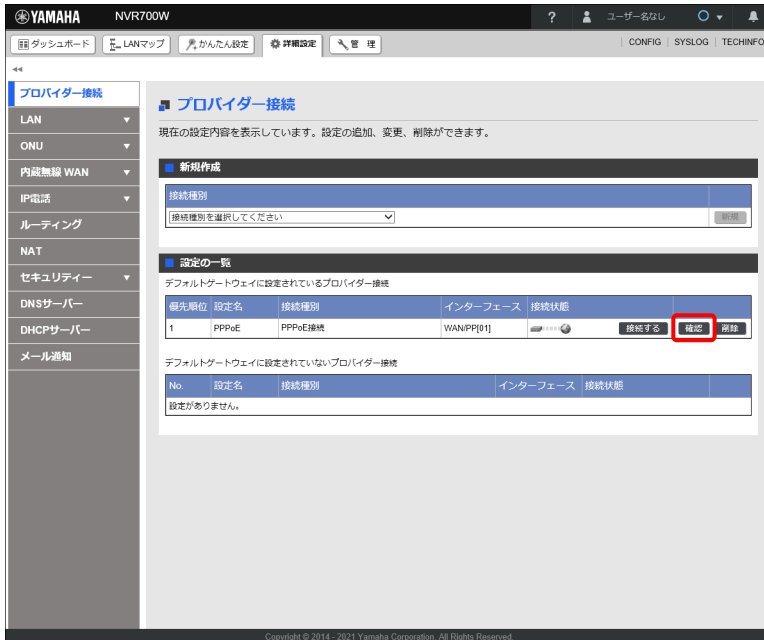 YAMAHA NVR700W ? ユーザー名なし
ダッシュボード LANマップ かんたん設定 詳細設定 管 理 CONFIG SYSLOG TECHINFO
プロバイダー接続
LAN
ONU
内蔵無線 WAN
IP電話
ルーティング
NAT
セキュリティー
DNSサーバー
DHCPサーバー
メール通知
プロバイダー接続
現在の設定内容を表示しています。設定の追加、変更、削除ができます。
新規作成
接続種別
接続種別を選択してください 新規
設定の一覧
デフォルトゲートウェイに設定されているプロバイダー接続
優先順位 設定名 接続種別 インターフェース 接続状態
1 PPPoE PPPoE接続 WAN/PP[01] 接続する 確認 削除
デフォルトゲートウェイに設定されていないプロバイダー接続
No. 設定名 接続種別 インターフェース 接続状態
設定がありません。
Copyright © 2014 - 2021 Yamaha Corporation. All Rights Reserved.